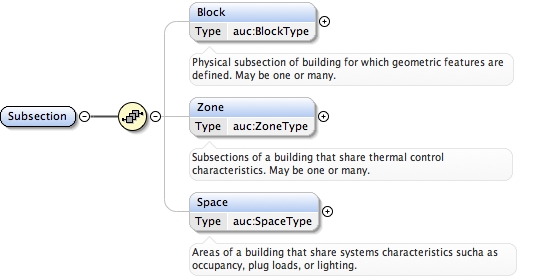 Block
Type auc:BlockType
Physical subsection of building for which geometric features are
defined. May be one or many.
Subsection
Zone
Type auc:ZoneType
Subsections of a building that share thermal control
characteristics. May be one or many.
Space
Type auc:SpaceType
Areas of a building that share systems characteristics sucha as
occupancy, plug loads, or lighting.